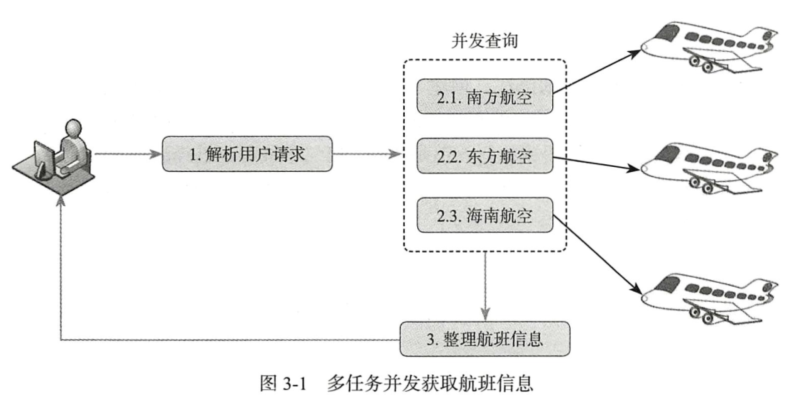 并发查询
2.1. 南方航空
1. 解析用户请求
2.2. 东方航空
2.3. 海南航空
3. 整理航班信息
图 3-1 多任务并发获取航班信息